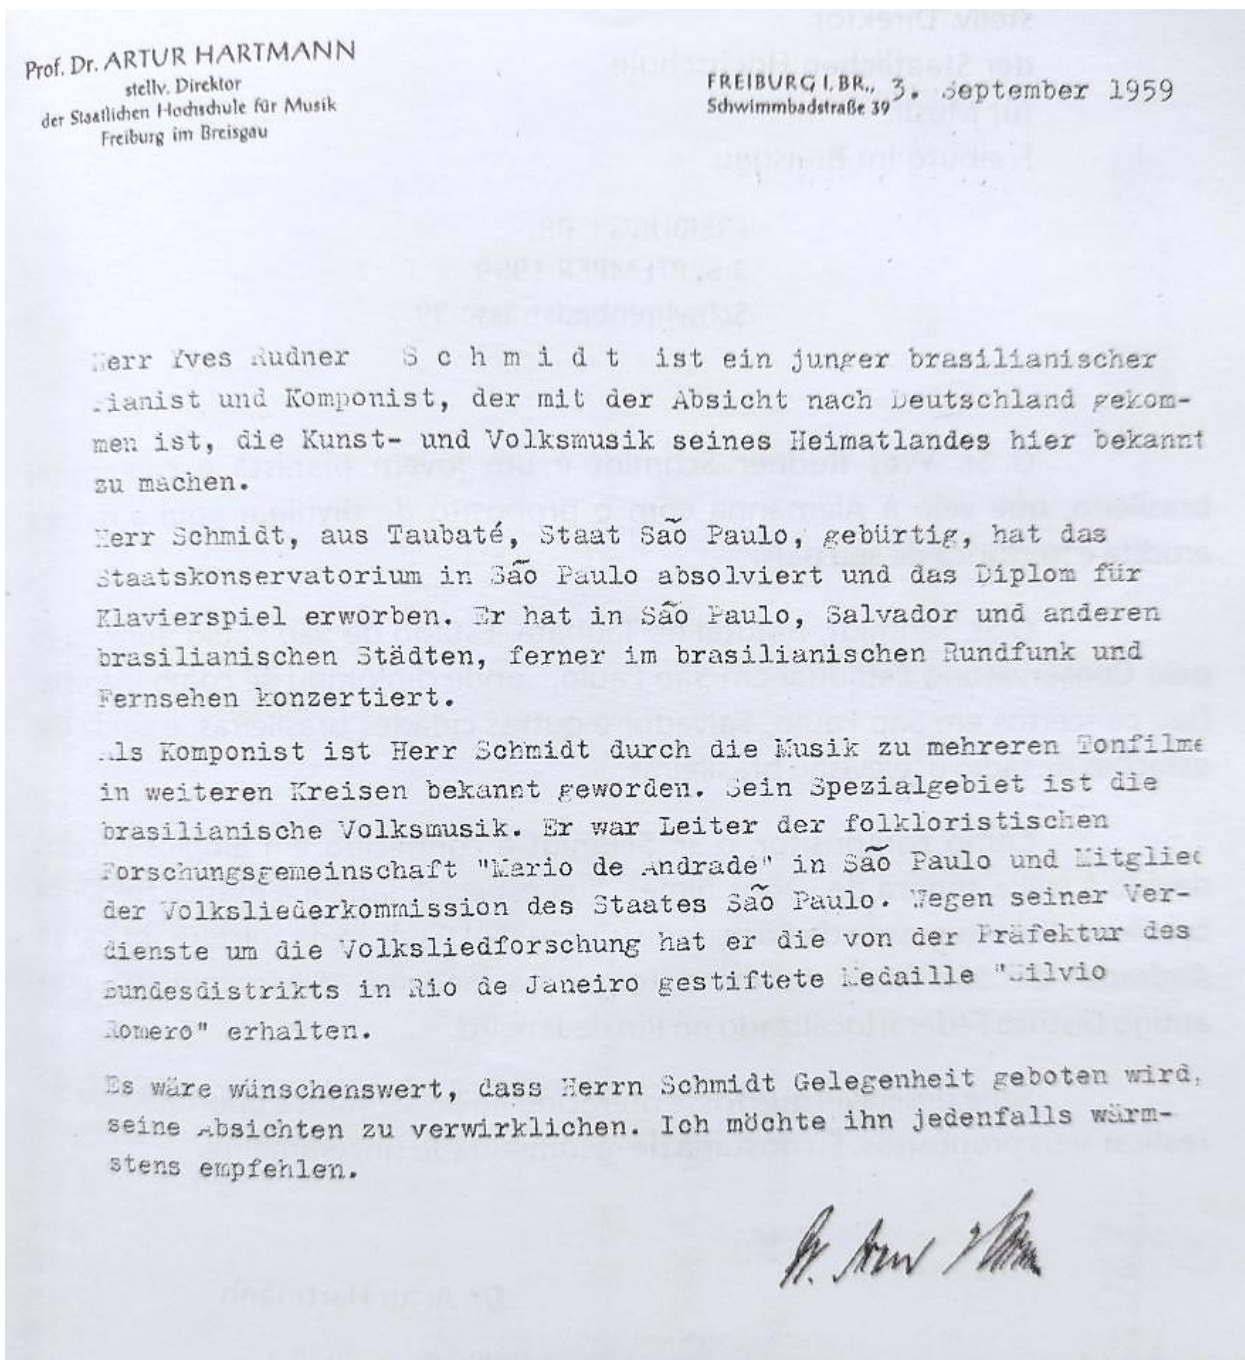 Prof. Dr. ARTUR HARTMANN
stellv. Direktor
der Staatlichen Hochschule für Musik
Freiburg im Breisgau
FREIBURG I. BR., 3. September 1959
Schwimmbadstraße 39
Herr Yves Rudner S c h m i d t ist ein junger brasilianischer
Pianist und Komponist, der mit der Absicht nach Deutschland gekom-
men ist, die Kunst- und Volksmusik seines Heimatlandes hier bekannt
zu machen.
Herr Schmidt, aus Taubaté, Staat São Paulo, gebürtig, hat das
Staatskonservatorium in São Paulo absolviert und das Diplom für
Klavierspiel erworben. Er hat in São Paulo, Salvador und anderen
brasilianischen Städten, ferner im brasilianischen Rundfunk und
Fernsehen konzertiert.
Als Komponist ist Herr Schmidt durch die Musik zu mehreren Tonfilme
in weiteren Kreisen bekannt geworden. Sein Spezialgebiet ist die
brasilianische Volksmusik. Er war Leiter der folkloristischen
Forschungsgemeinschaft "Mario de Andrade" in São Paulo und Mitglied
der Volksliederkommission des Staates São Paulo. Wegen seiner Ver-
dienste um die Volksliedforschung hat er die von der Präfektur des
Bundesdistrikts in Rio de Janeiro gestiftete Medaille "Silvio
Romero" erhalten.
Es wäre wünschenswert, dass Herrn Schmidt Gelegenheit geboten wird,
seine Absichten zu verwirklichen. Ich möchte ihn jedenfalls wärm-
stens empfehlen.